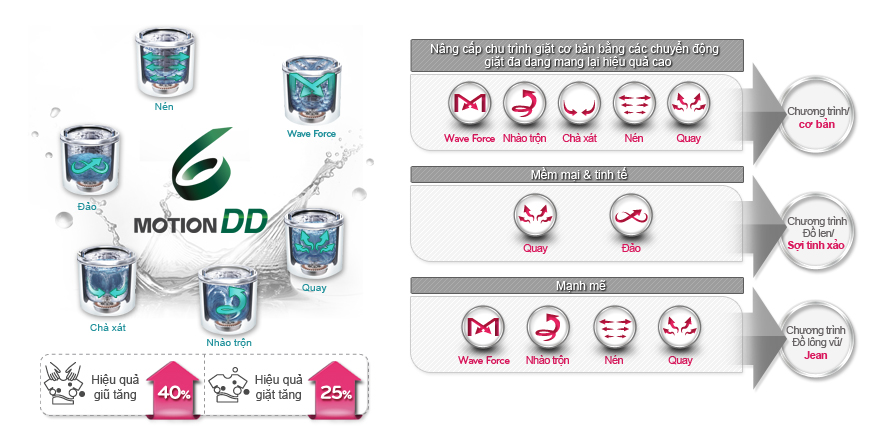 Nén
Wave Force
Đảo
6
MOTION DD
Quay
Chà xát
Nhào trộn
Hiệu quả
giũ tăng
40%
Hiệu quả
giặt tăng
25%
Nâng cấp chu trình giặt cơ bản bằng các chuyển động
giặt đa dạng mang lại hiệu quả cao
Wave Force
Nhào trộn
Chà xát
Nén
Quay
Chương trình/
cơ bản
Mềm mại & tinh tế
Quay
Đảo
Chương trình
Đồ len/
Sợi tinh xảo
Mạnh mẽ
Wave Force
Nhào trộn
Nén
Quay
Chương trình
Đồ lông vũ/
Jean